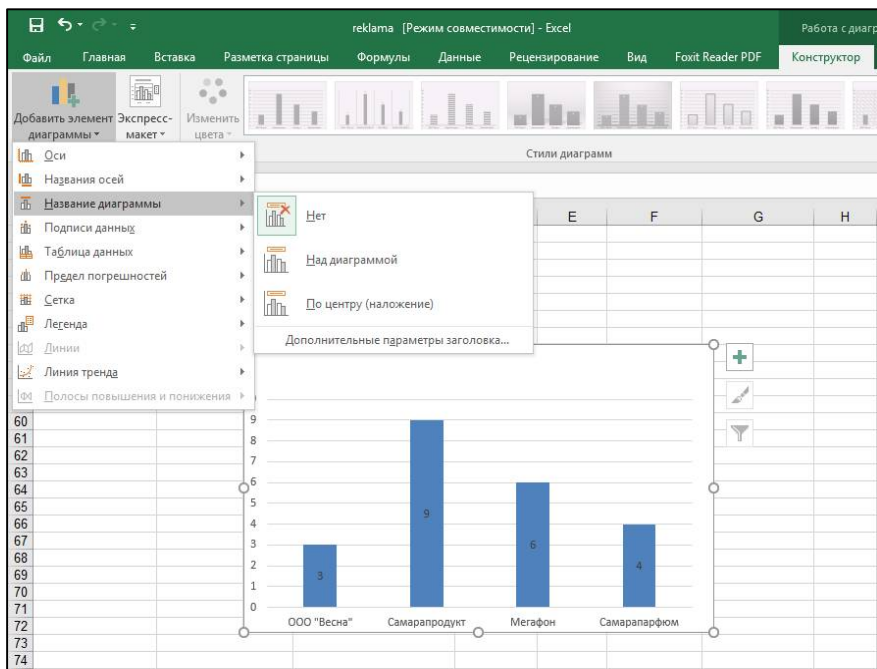 reklama [Режим совместимости] - Excel
Работа с диагр
Файл Главная Вставка Разметка страницы Формулы Данные Рецензирование Вид Foxit Reader PDF Конструктор
Добавить элемент диаграммы
Экспресс-макет
Изменить цвета
Стили диаграмм
Оси
Названия осей
Название диаграммы
Подписи данных
Таблица данных
Предел погрешностей
Сетка
Легенда
Линии
Линия тренда
Полосы повышения и понижения
Нет
Над диаграммой
По центру (наложение)
Дополнительные параметры заголовка...
E F G H
60
61
62
63
64
65
66
67
68
69
70
71
72
73
74
9
8
7
6
5
4
3
2
1
0
3
9
6
4
ООО "Весна" Самарапродукт Мегафон Самарапарфюм